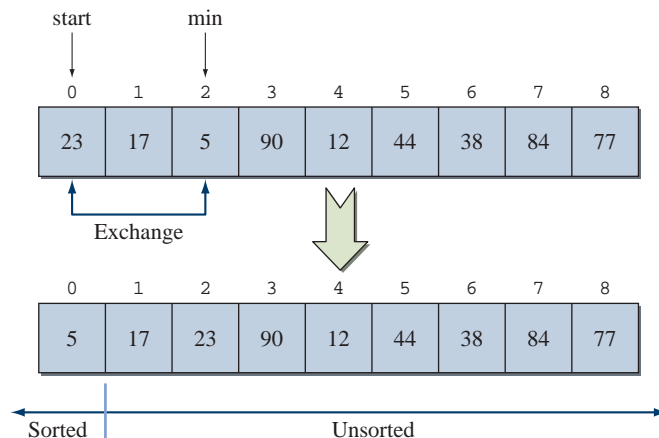 start min
0 1 2 3 4 5 6 7 8
23 17 5 90 12 44 38 84 77
Exchange
0 1 2 3 4 5 6 7 8
5 17 23 90 12 44 38 84 77
Sorted Unsorted